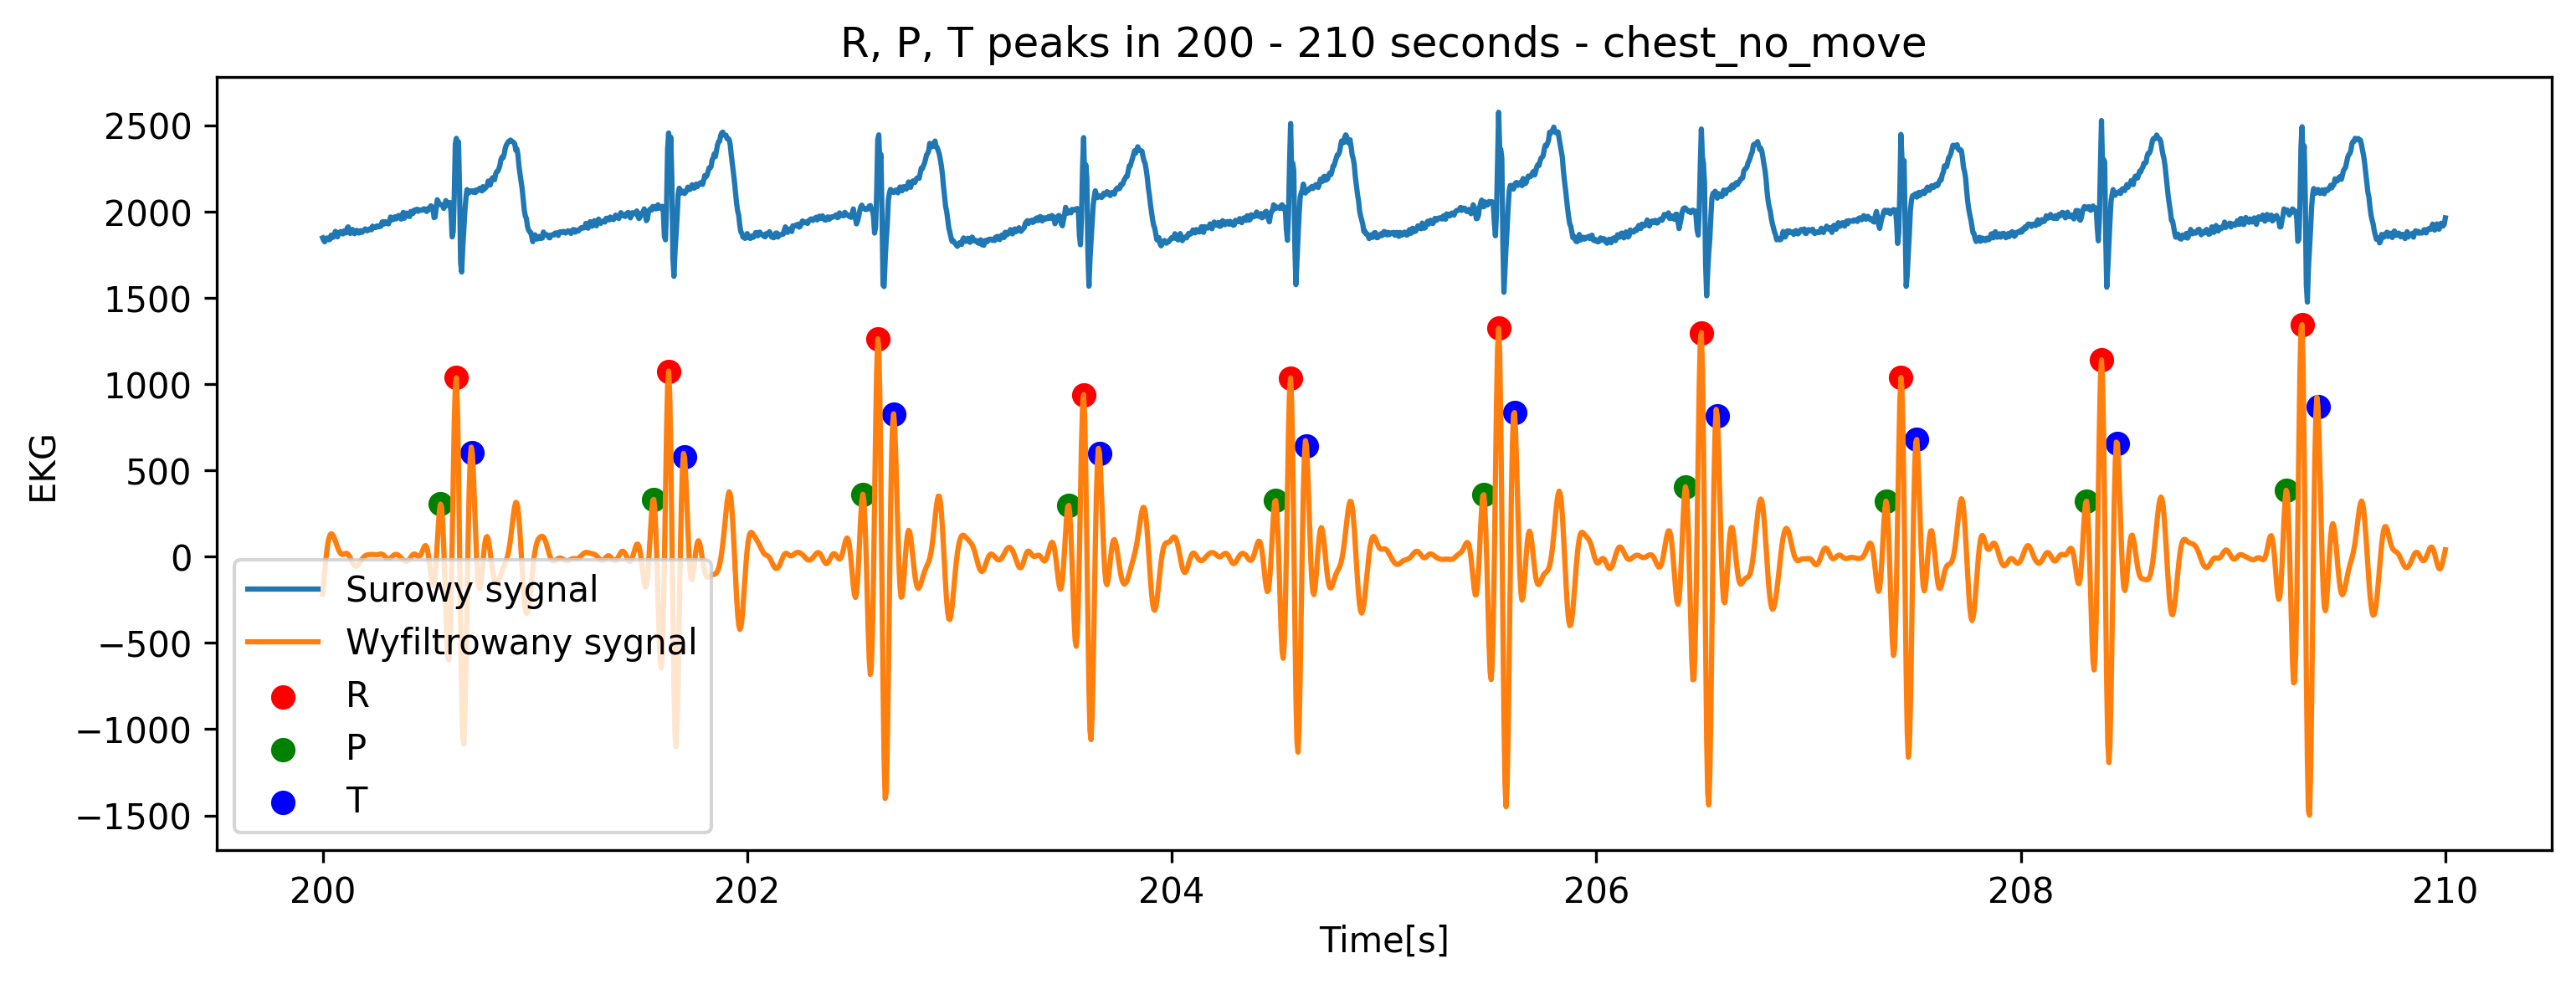 R, P, T peaks in 200 - 210 seconds - chest_no_move
2500
2000
1500
1000
500
0
−500
−1000
−1500
EKG
Surowy sygnal
Wyfiltrowany sygnal
R
P
T
200
202
204
206
208
210
Time[s]